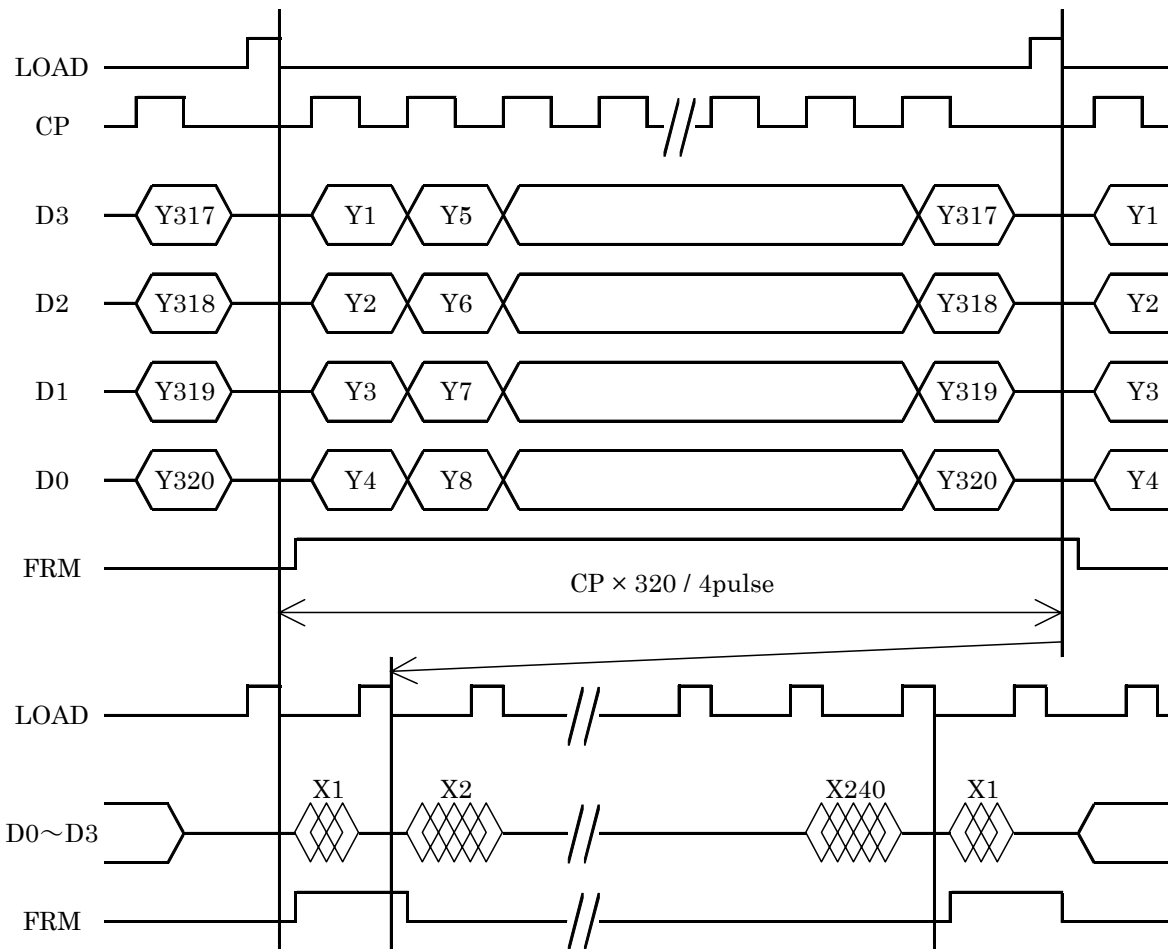 LOAD
CP
D3 Y317 Y1 Y5 Y317 Y1
D2 Y318 Y2 Y6 Y318 Y2
D1 Y319 Y3 Y7 Y319 Y3
D0 Y320 Y4 Y8 Y320 Y4
FRM
CP × 320 / 4pulse
LOAD
X1 X2 X240 X1
D0～D3
FRM